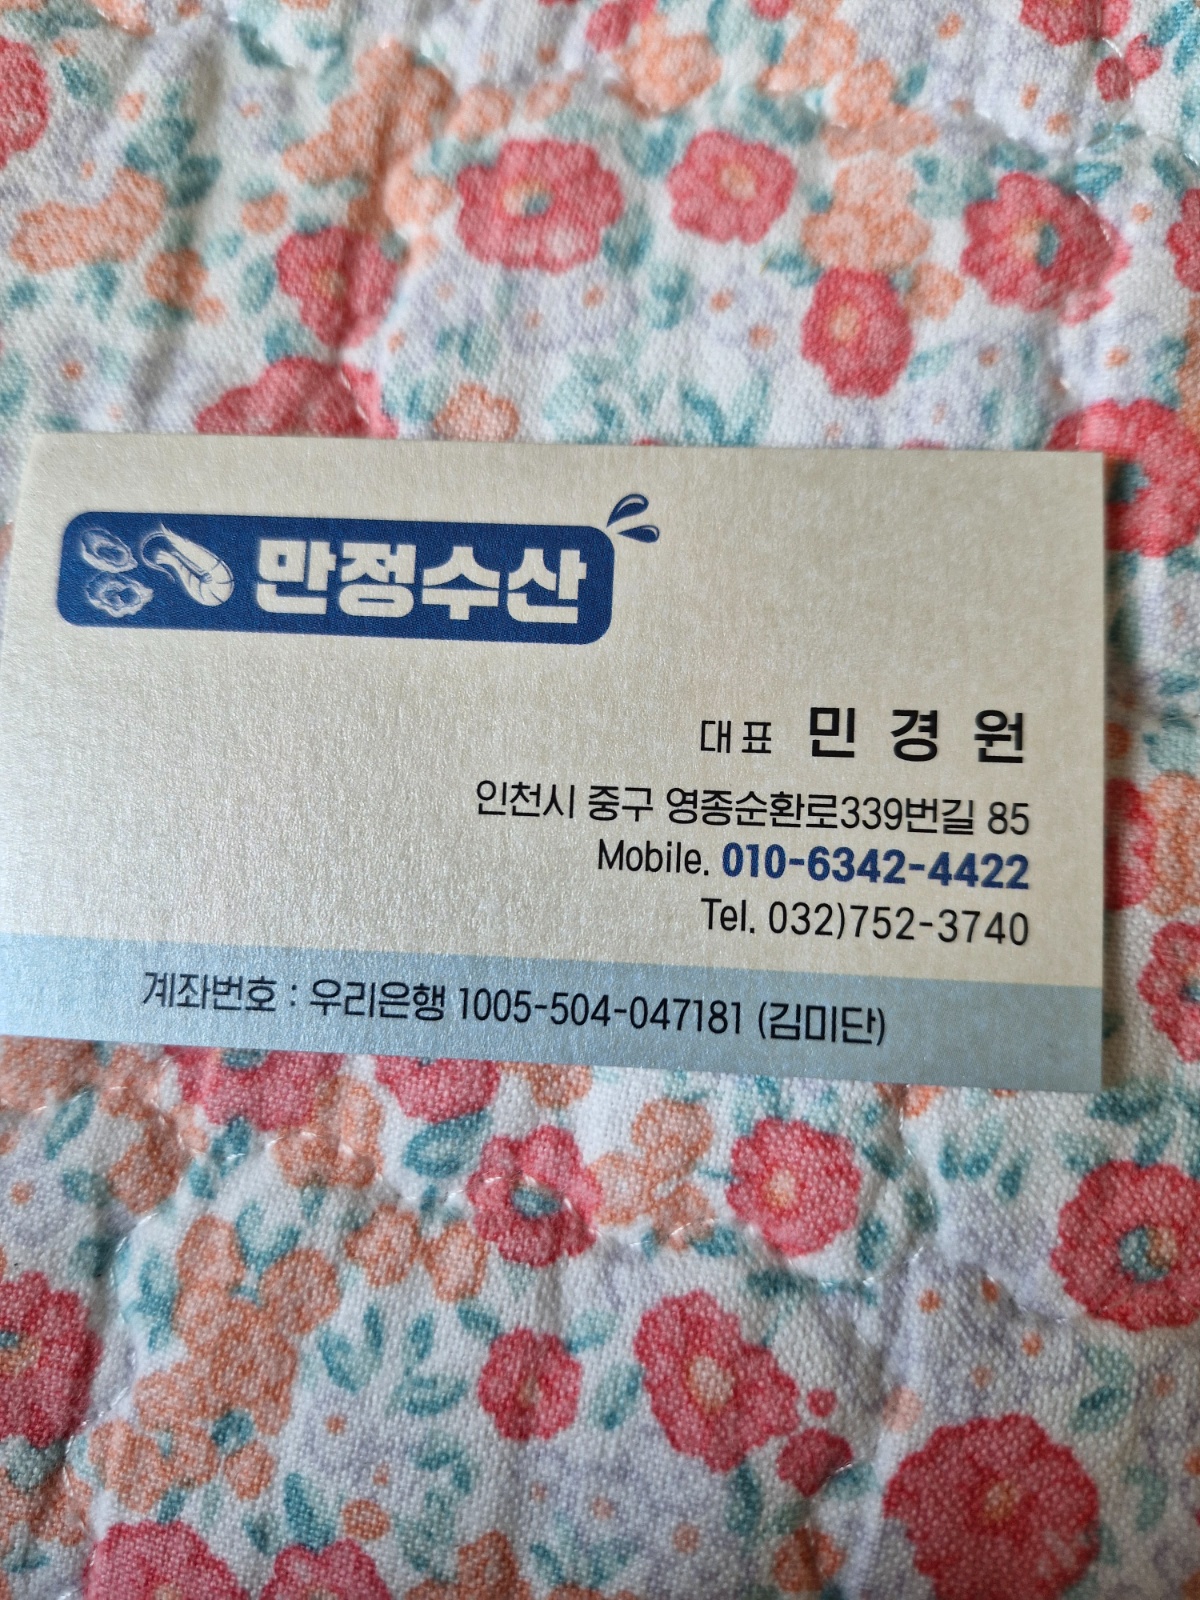 만정수산
대표 민경원
인천시 중구 영종순환로339번길 85
Mobile. 010-6342-4422
Tel. 032)752-3740
계좌번호 : 우리은행 1005-504-047181 (김미단)